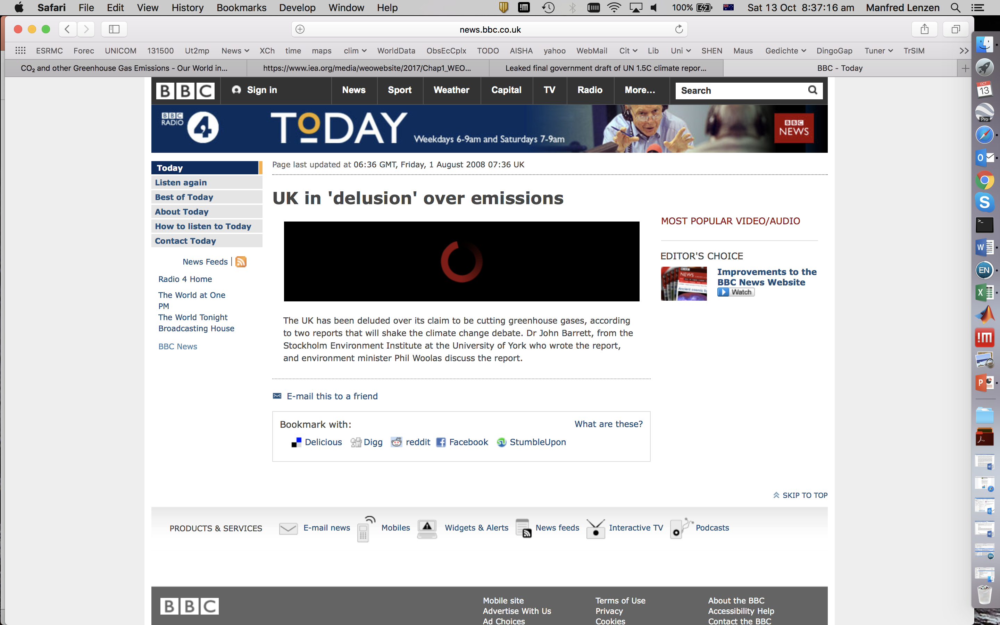 Safari File Edit View History Bookmarks Develop Window Help 100% Sat 13 Oct 8:37:16 am Manfred Lenzen
news.bbc.co.uk
ESRMC Forec UNICOM 131500 Ut2mp News XCh time maps clim WorldData ObsEcCplx TODO AISHA yahoo WebMail Cit Lib Uni SHEN Maus Gedichte DingoGap Tuner TrSIM
CO₂ and other Greenhouse Gas Emissions - Our World in... https://www.iea.org/media/weowebsite/2017/Chap1_WEO... Leaked final government draft of UN 1.5C climate repor... BBC - Today
BBC Sign in News Sport Weather Capital TV Radio More... Search
BBC RADIO 4 TODAY Weekdays 6-9am and Saturdays 7-9am BBC NEWS
Page last updated at 06:36 GMT, Friday, 1 August 2008 07:36 UK
Today
Listen again
Best of Today
About Today
How to listen to Today
Contact Today
News Feeds
Radio 4 Home
The World at One
PM
The World Tonight
Broadcasting House
BBC News
UK in 'delusion' over emissions
The UK has been deluded over its claim to be cutting greenhouse gases, according
to two reports that will shake the climate change debate. Dr John Barrett, from the
Stockholm Environment Institute at the University of York who wrote the report,
and environment minister Phil Woolas discuss the report.
E-mail this to a friend
Bookmark with: What are these?
Delicious Digg reddit Facebook StumbleUpon
MOST POPULAR VIDEO/AUDIO
EDITOR'S CHOICE
NEWS
Improvements to the
BBC News Website
Watch
SKIP TO TOP
PRODUCTS & SERVICES E-mail news Mobiles Widgets & Alerts News feeds Interactive TV Podcasts
BBC
Mobile site Terms of Use About the BBC
Advertise With Us Privacy Accessibility Help
Ad Choices Cookies Contact the BBC
OCT
13
Pro
EN